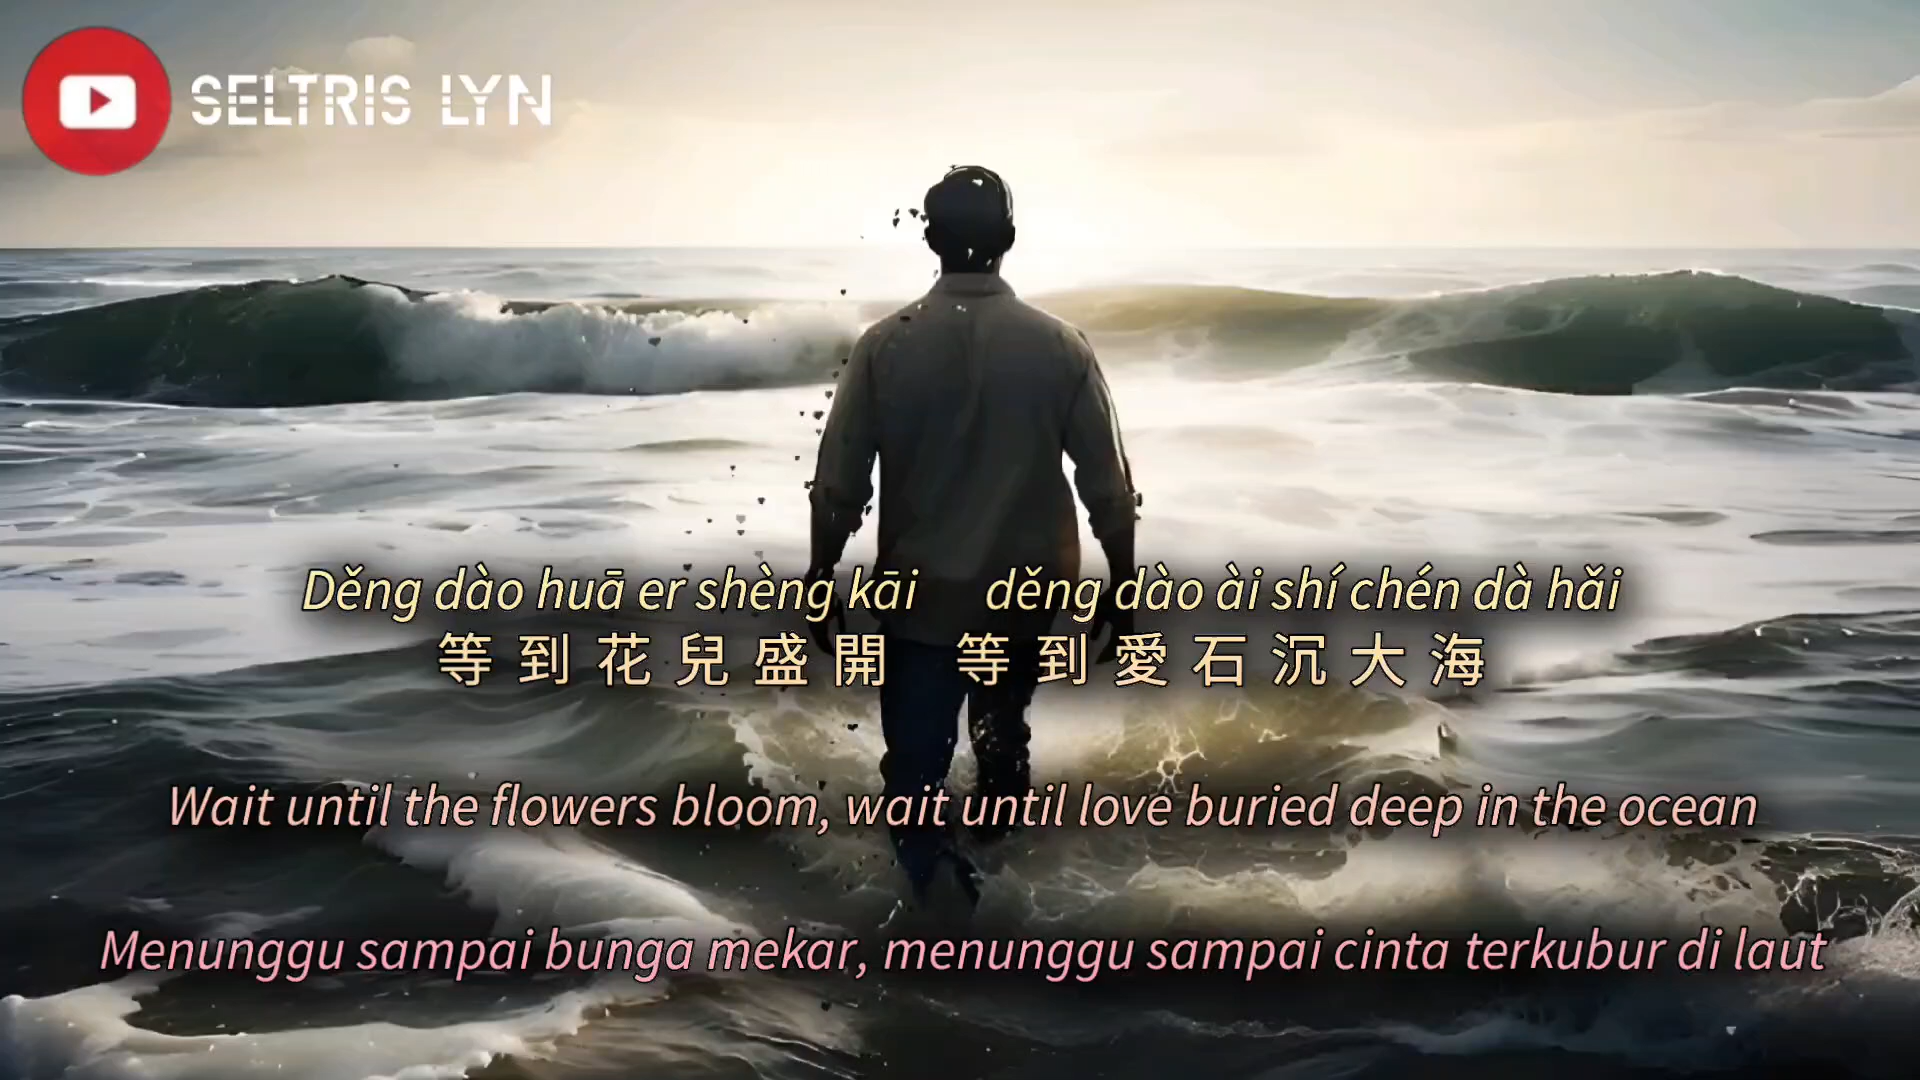 SELTRIS LYN
Děng dào huā er shèng kāi děng dào ài shí chén dà hǎi
等到花兒盛開 等到愛石沉大海
Wait until the flowers bloom, wait until love buried deep in the ocean
Menunggu sampai bunga mekar, menunggu sampai cinta terkubur di laut